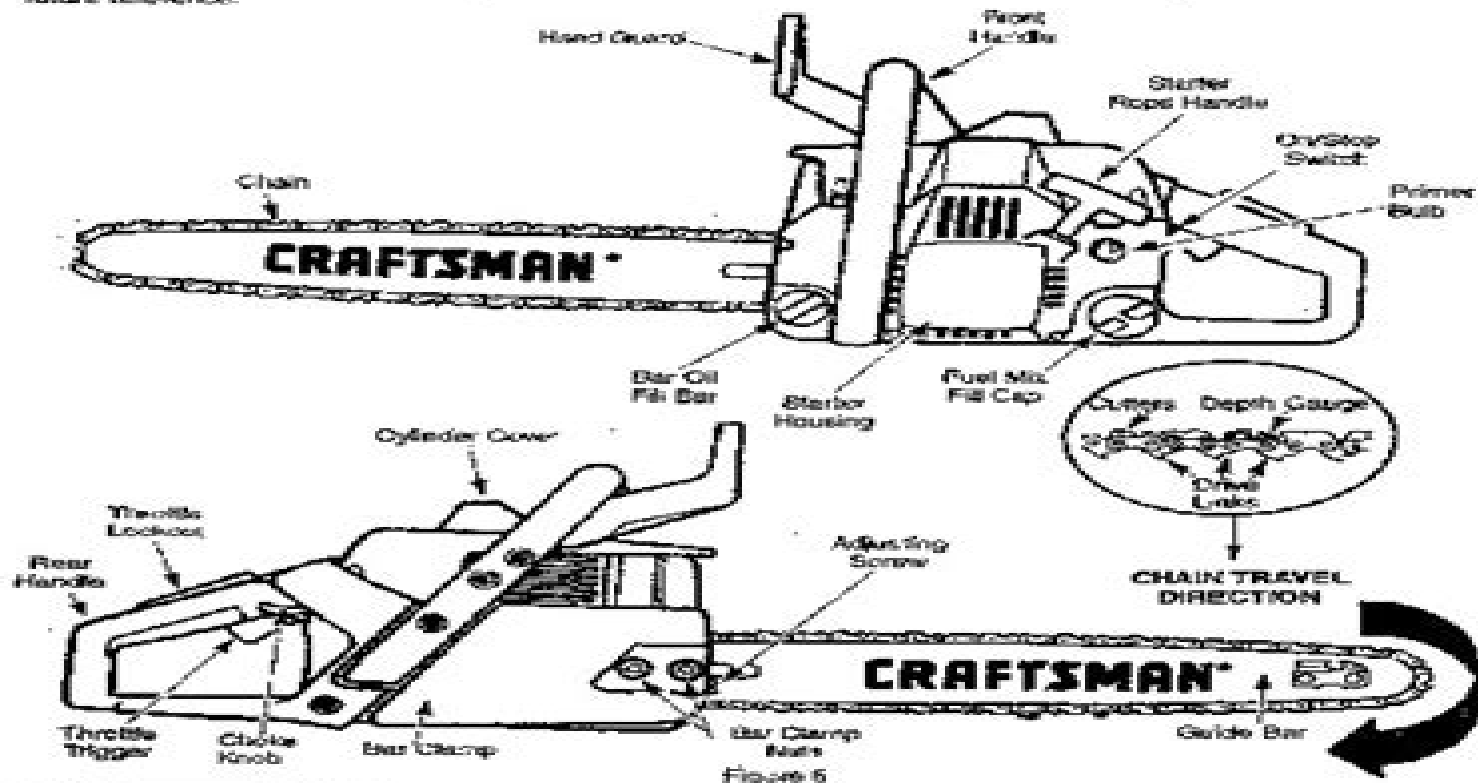 Hand Guard
Front
Handle
Starter
Rope Handle
On/Stop
Switch
Primer
Bulb
Chain
CRAFTSMAN
Bar Oil
Fill Bar
Starter
Housing
Fuel Mix
Fill Cap
Cutters
Depth Gauge
Drive
Links
CHAIN TRAVEL
DIRECTION
Cylinder Cover
Throttle
Lockout
Rear
Handle
Adjusting
Screw
CRAFTSMAN
Throttle
Trigger
Choke
Knob
Bar Clamp
Bar Clamp
Nuts
Guide Bar
Figure 6